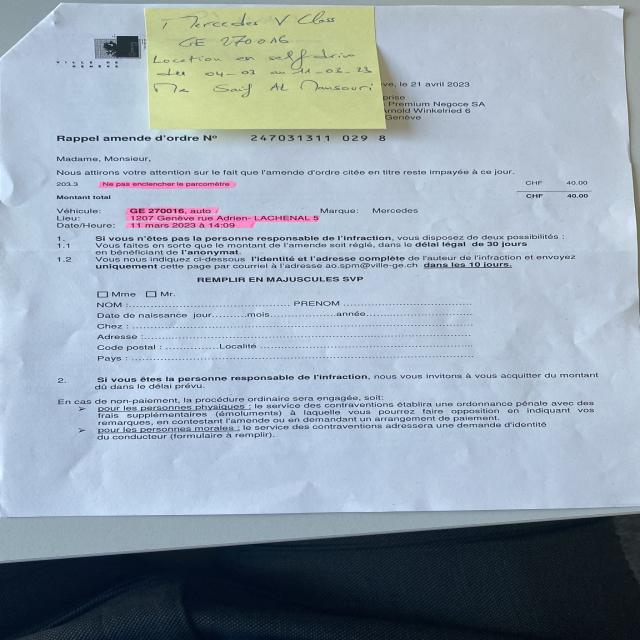 1 Mercedes V Class
GE 270016
Location en self-drive
du 04-03 au 11-03-23
Mr Saif Al Mansouri
VILLE DE
GENÈVE
ve, le 21 avril 2023
prise
Premium Negoce SA
Arnold Winkelried 6
Genève
Rappel amende d'ordre N° 247031311 029 8
Madame, Monsieur,
Nous attirons votre attention sur le fait que l'amende d'ordre citée en titre reste impayée à ce jour.
203.3 Ne pas enclencher le parcomètre CHF 40.00
Montant total CHF 40.00
Véhicule: GE 270016, auto / Marque: Mercedes
Lieu: 1207 Genève rue Adrien- LACHENAL 5
Date/Heure: 11 mars 2023 à 14:09
1. Si vous n'êtes pas la personne responsable de l'infraction, vous disposez de deux possibilités :
1.1 Vous faites en sorte que le montant de l'amende soit réglé, dans le délai légal de 30 jours
en bénéficiant de l'anonymat.
1.2 Vous nous indiquez ci-dessous l'identité et l'adresse complète de l'auteur de l'infraction et envoyez
uniquement cette page par courriel à l'adresse ao.spm@ville-ge.ch dans les 10 jours.
REMPLIR EN MAJUSCULES SVP
Mme Mr.
NOM : PRENOM
Date de naissance jour..........mois..........année
Chez :
Adresse :
Code postal : Localité
Pays :
2. Si vous êtes la personne responsable de l'infraction, nous vous invitons à vous acquitter du montant
dû dans le délai prévu.
En cas de non-paiement, la procédure ordinaire sera engagée, soit:
➢ pour les personnes physiques : le service des contraventions établira une ordonnance pénale avec des
frais supplémentaires (émoluments) à laquelle vous pourrez faire opposition en indiquant vos
remarques, en contestant l'amende ou en demandant un arrangement de paiement.
➢ pour les personnes morales : le service des contraventions adressera une demande d'identité
du conducteur (formulaire à remplir).